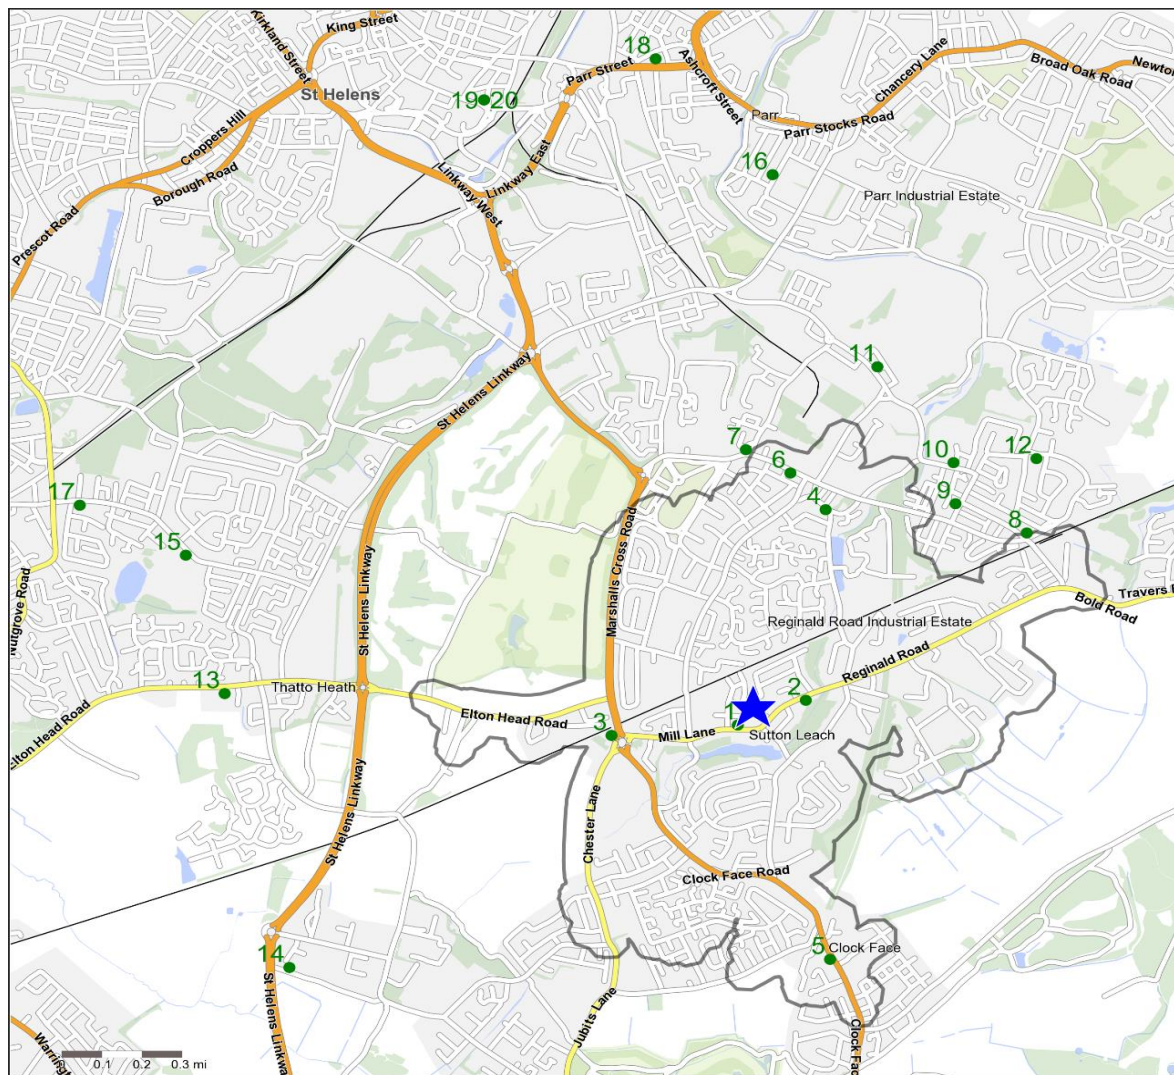 King Street
Kirkland Street
St Helens
18
Parr Street
Ashcroft Street
Chancery Lane
Broad Oak Road
Newto
19 20
Croppers Hill
Borough Road
Parr
Parr Stocks Road
Linkway East
Linkway West
16
Parr Industrial Estate
Prescot Road
11
St Helens Linkway
7
6
10
12
17
4
9
8
15
Marshalls Cross Road
St Helens Linkway
Nutgrove Road
Travers
Bold Road
Reginald Road Industrial Estate
Reginald Road
13
Thatto Heath
2
1
Elton Head Road
Elton Head Road
3
Mill Lane
Sutton Leach
St Helens Linkway
Chester Lane
Clock Face Road
14
5
Clock Face
St Helens Linkway
Jubits Lane
Clock Fac
Warring
0.1 0.2 0.3 mi